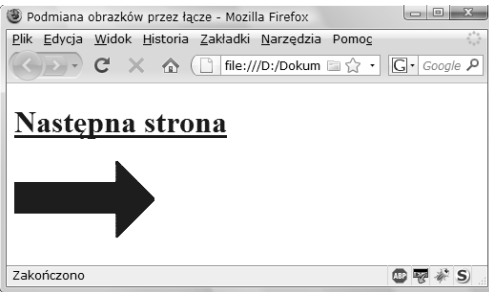 Podmiana obrazków przez łącze - Mozilla Firefox
Plik Edycja Widok Historia Zakładki Narzędzia Pomoc
C file:///D:/Dokum G Google
Następna strona
Zakończono ABP S